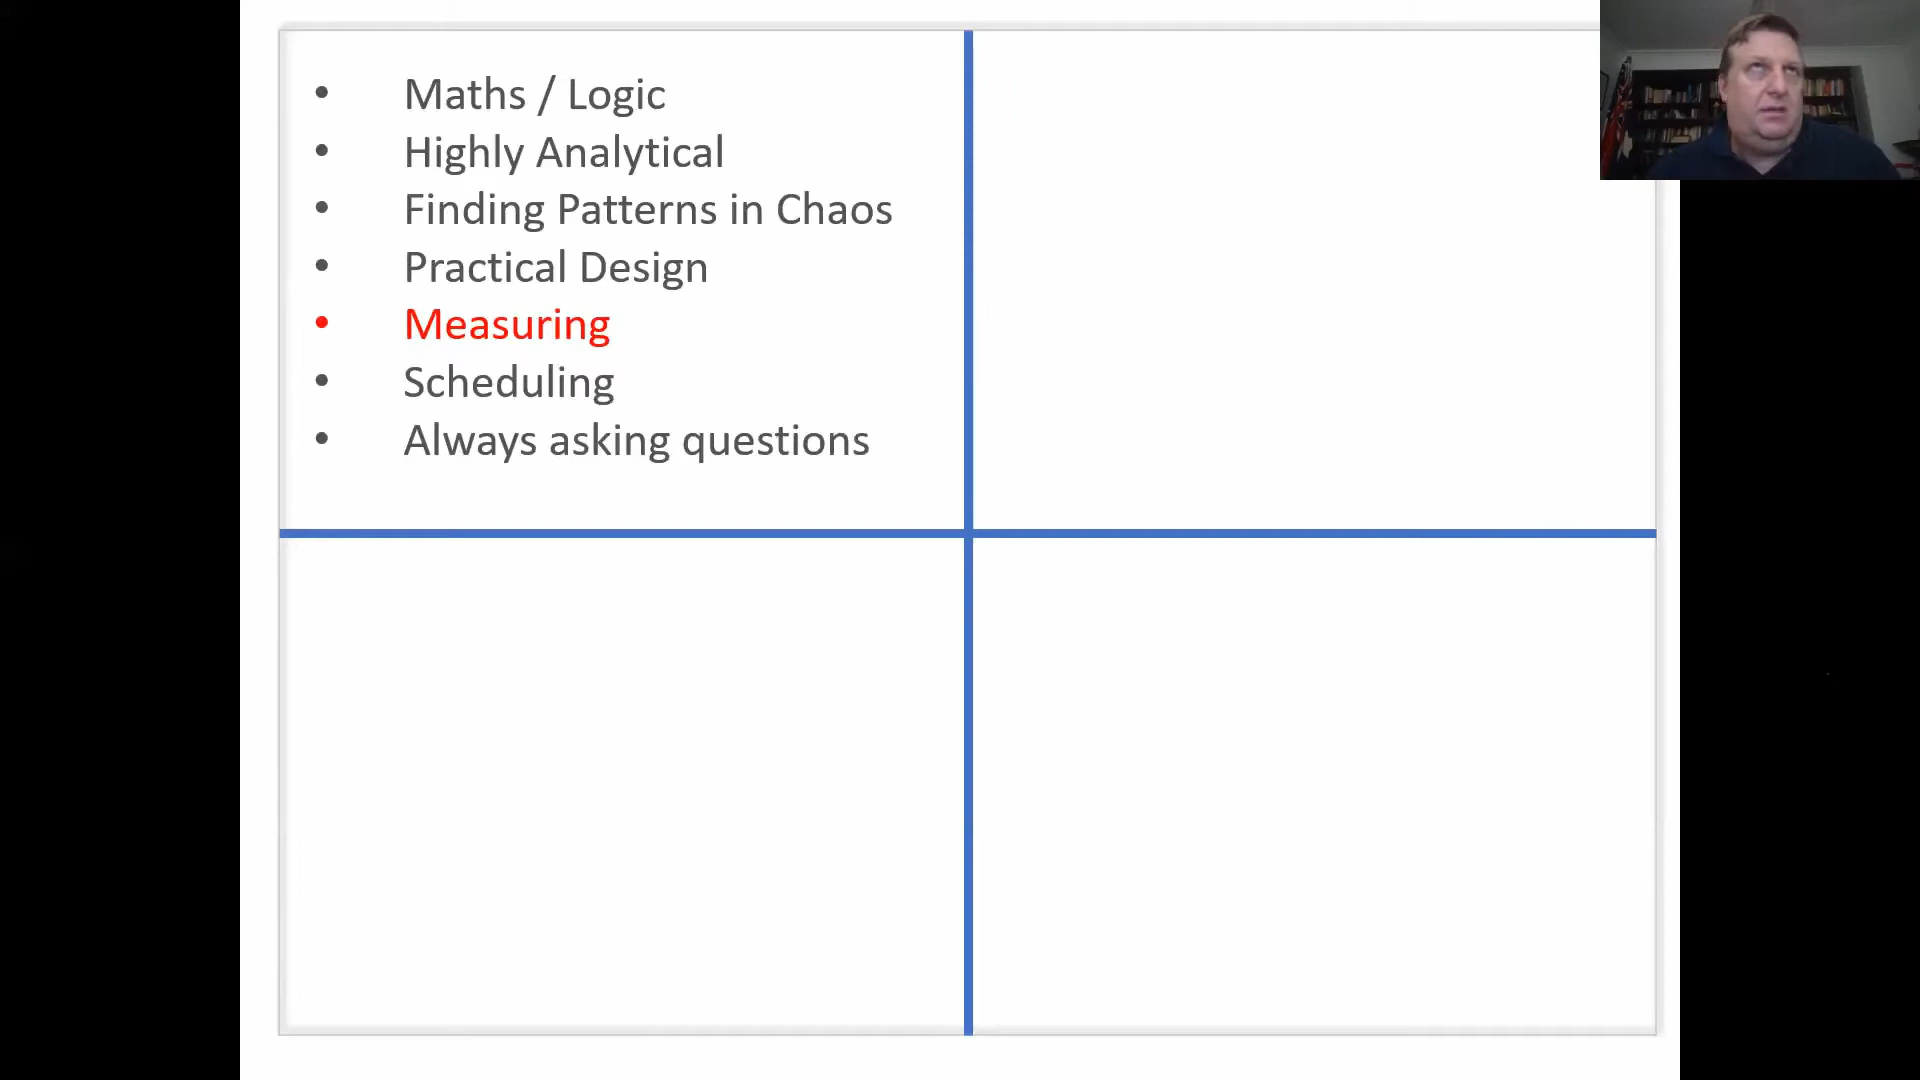 • Maths / Logic
• Highly Analytical
• Finding Patterns in Chaos
• Practical Design
• Measuring
• Scheduling
• Always asking questions